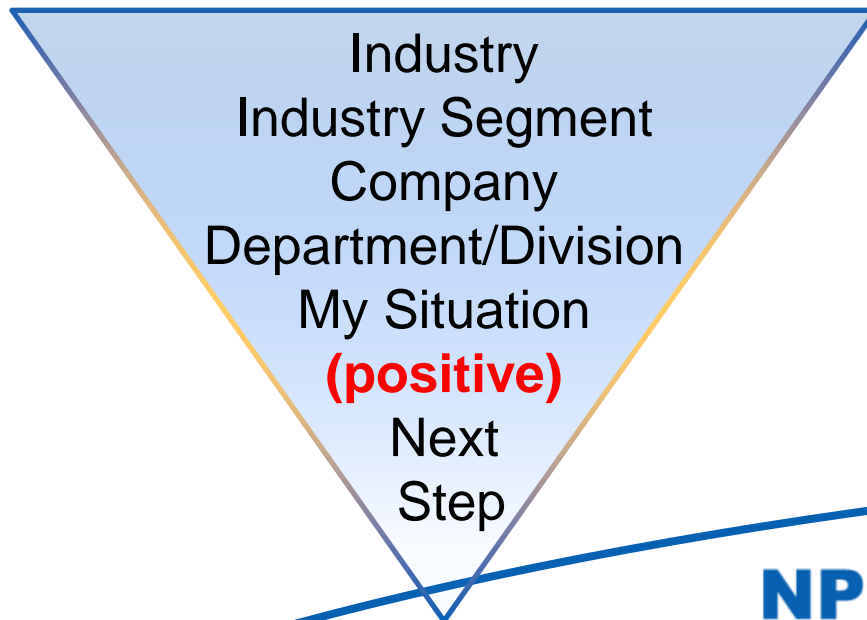 Industry
Industry Segment
Company
Department/Division
My Situation
(positive)
Next
Step
NP